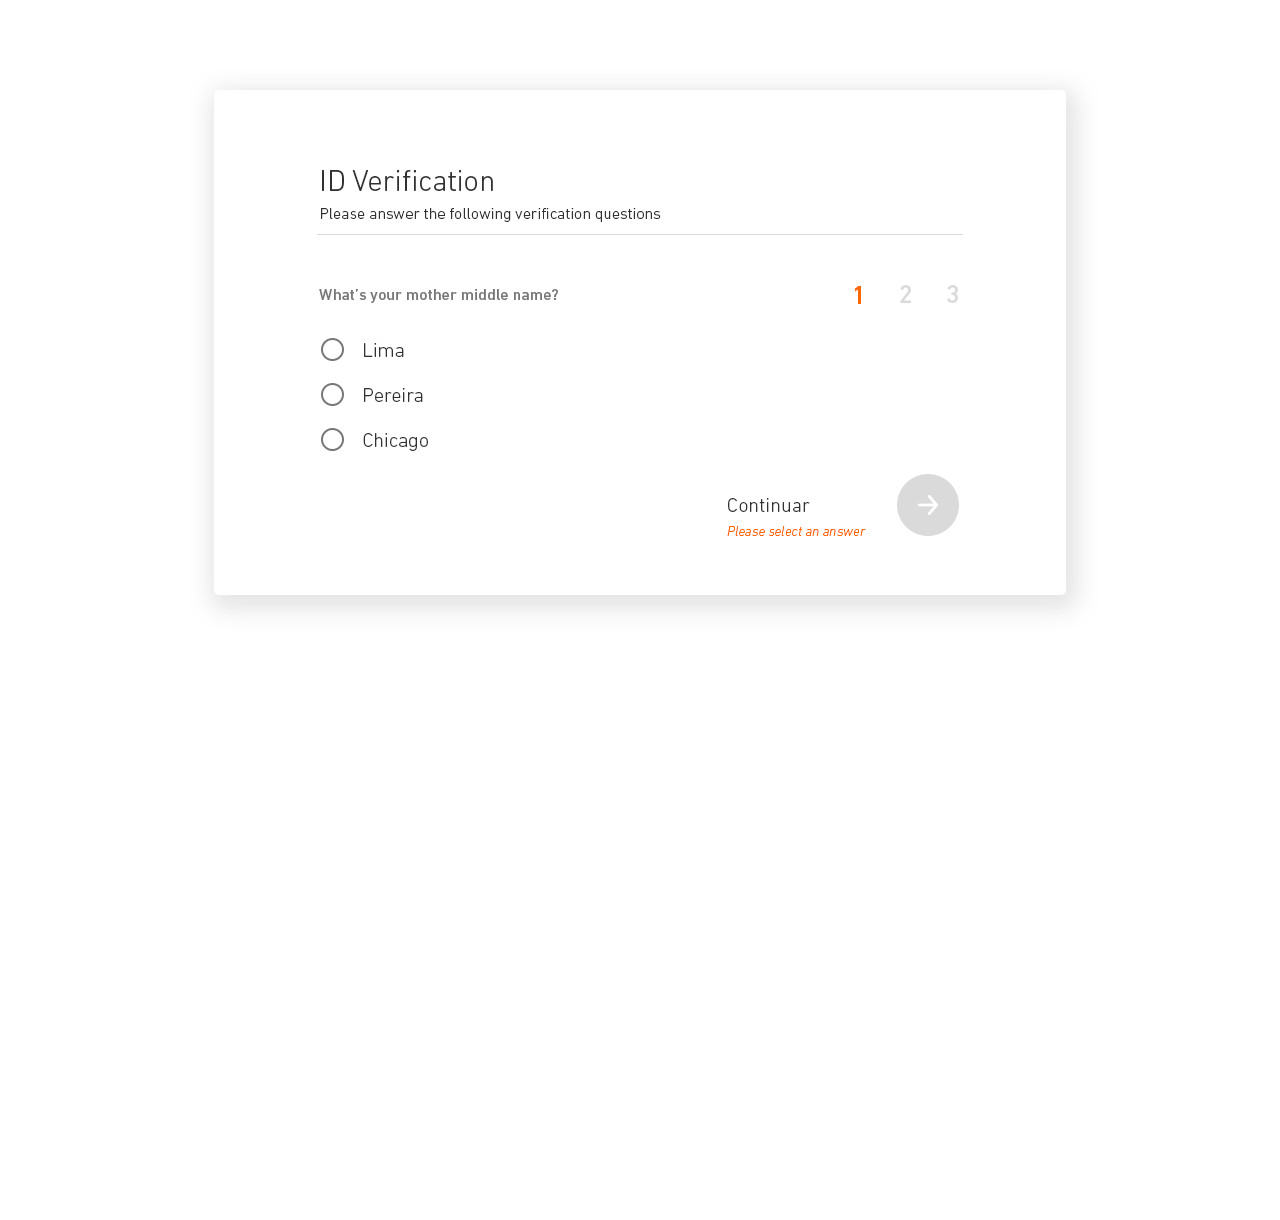 ID Verification
Please answer the following verification questions
What's your mother middle name?
1 2 3
Lima
Pereira
Chicago
Continuar
Please select an answer